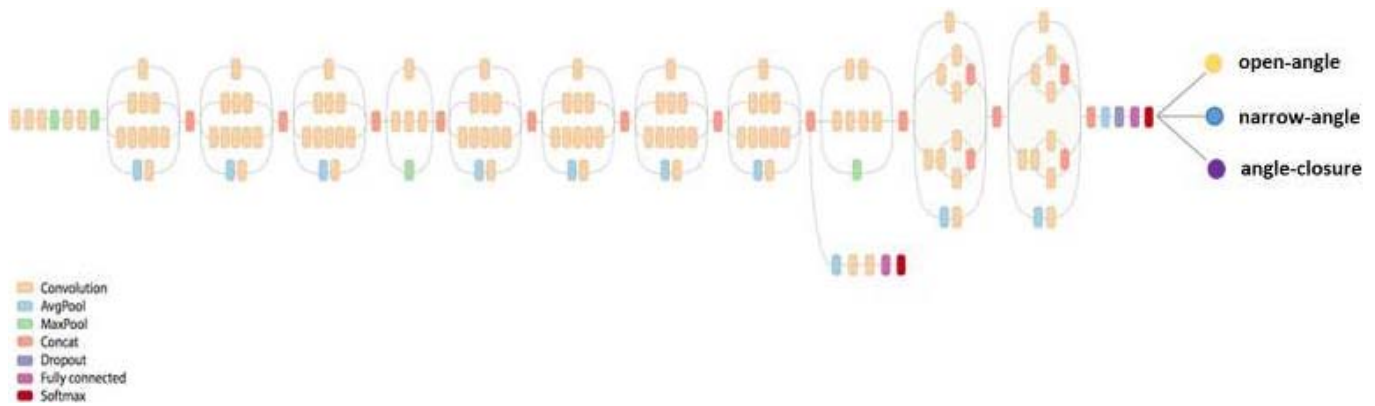 open-angle
narrow-angle
angle-closure
Convolution
AvgPool
MaxPool
Concat
Dropout
Fully connected
Softmax